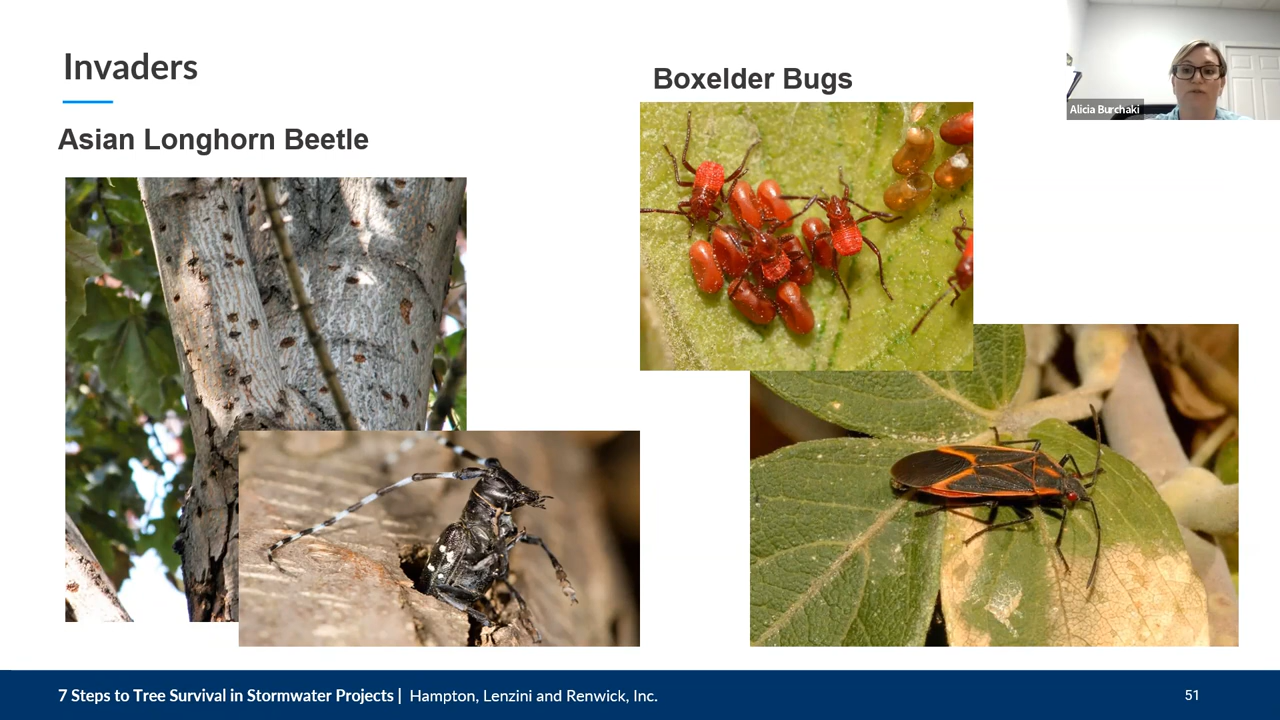 Invaders
Asian Longhorn Beetle
Boxelder Bugs
Alicia Burchaki
7 Steps to Tree Survival in Stormwater Projects | Hampton, Lenzini and Renwick, Inc.
51